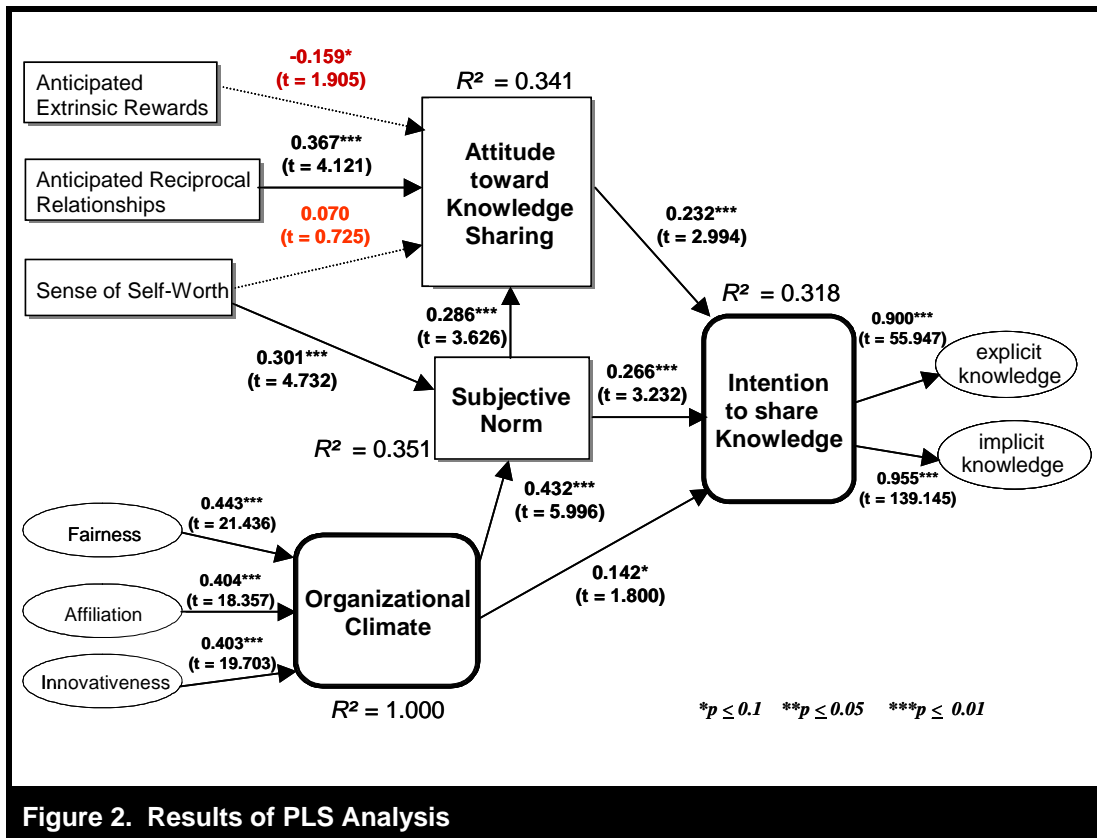 -0.159*
(t = 1.905)
Anticipated
Extrinsic Rewards
R² = 0.341
0.367***
(t = 4.121)
Attitude
toward
Knowledge
Sharing
Anticipated Reciprocal
Relationships
0.070
(t = 0.725)
0.232***
(t = 2.994)
Sense of Self-Worth
R² = 0.318
0.286***
(t = 3.626)
0.900***
(t = 55.947)
explicit
knowledge
0.301***
(t = 4.732)
0.266***
(t = 3.232)
Subjective
Norm
Intention
to share
Knowledge
R² = 0.351
implicit
knowledge
0.955***
(t = 139.145)
0.432***
(t = 5.996)
0.443***
(t = 21.436)
Fairness
0.404***
(t = 18.357)
Affiliation
Organizational
Climate
0.142*
(t = 1.800)
0.403***
(t = 19.703)
Innovativeness
R² = 1.000
*p ≤ 0.1 **p ≤ 0.05 ***p ≤ 0.01
Figure 2. Results of PLS Analysis